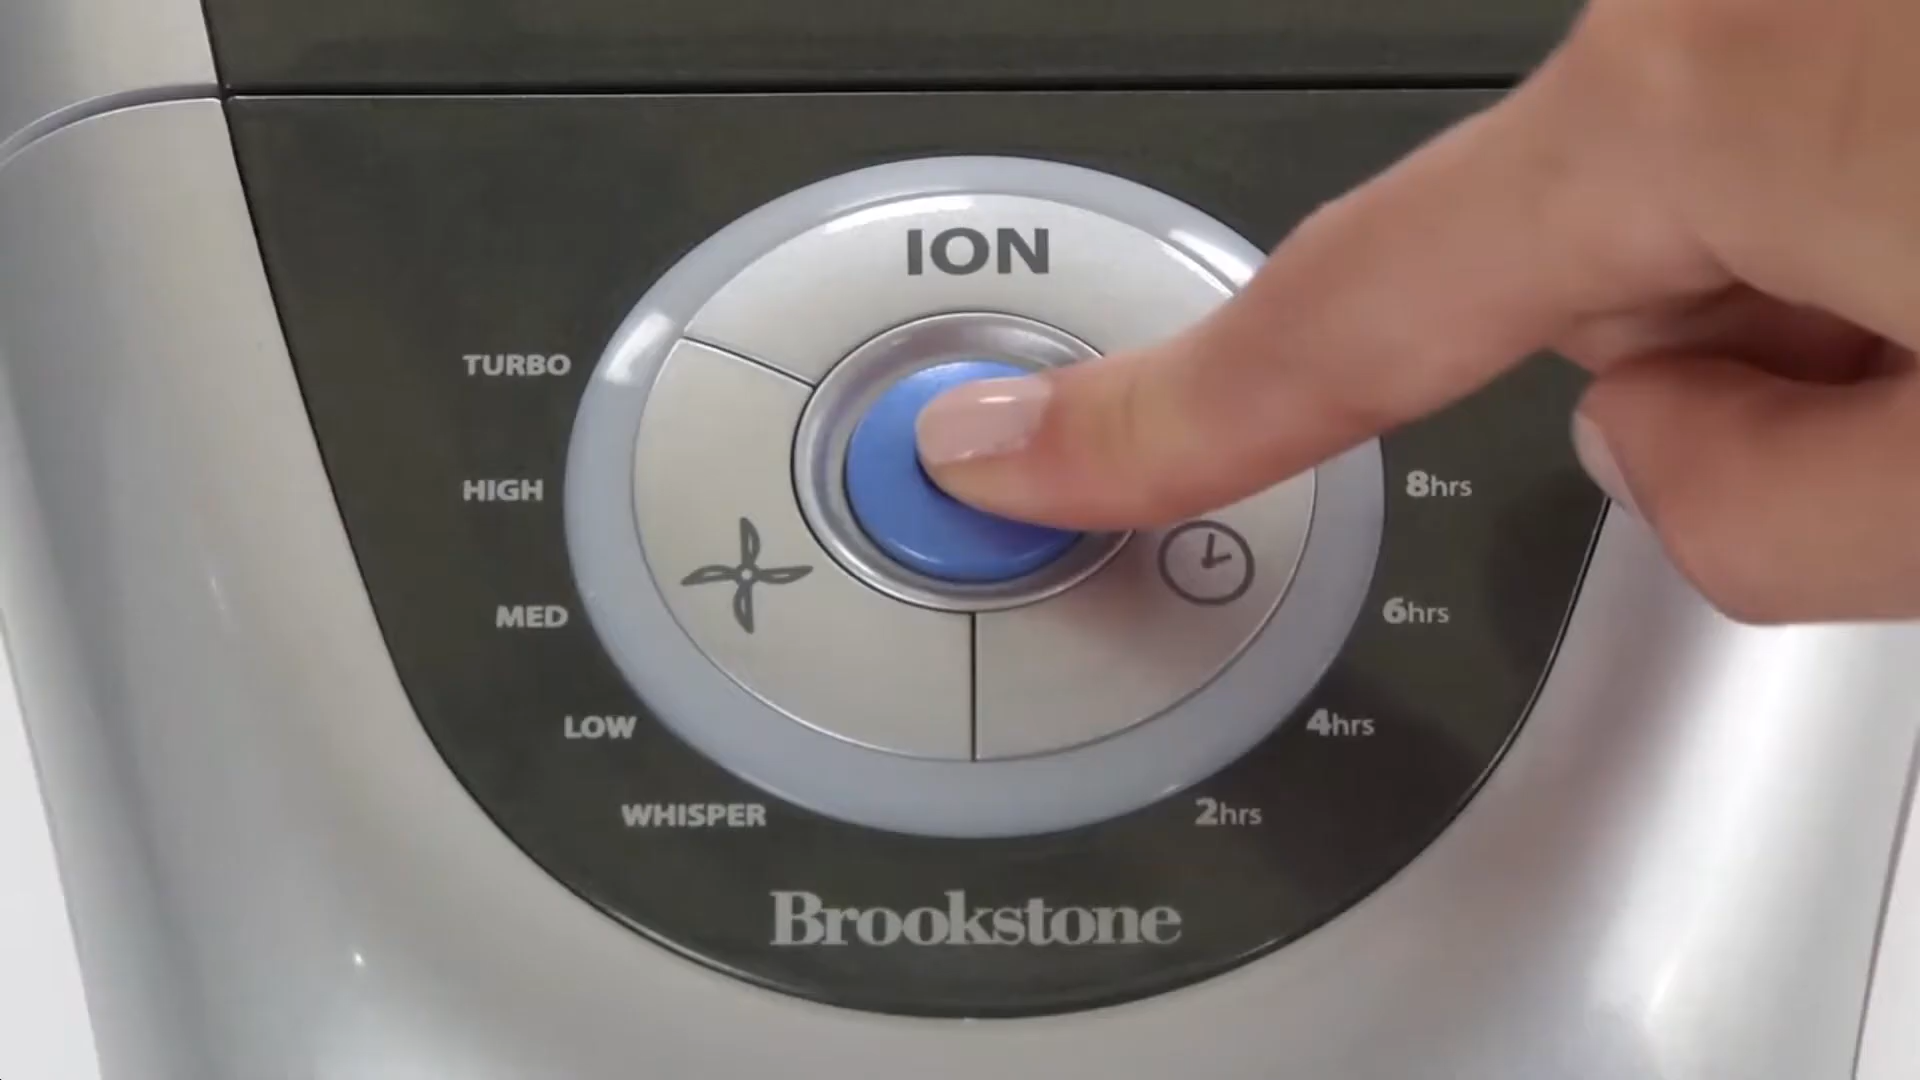 ION
TURBO
HIGH
MED
LOW
WHISPER
8hrs
6hrs
4hrs
2hrs
Brookstone